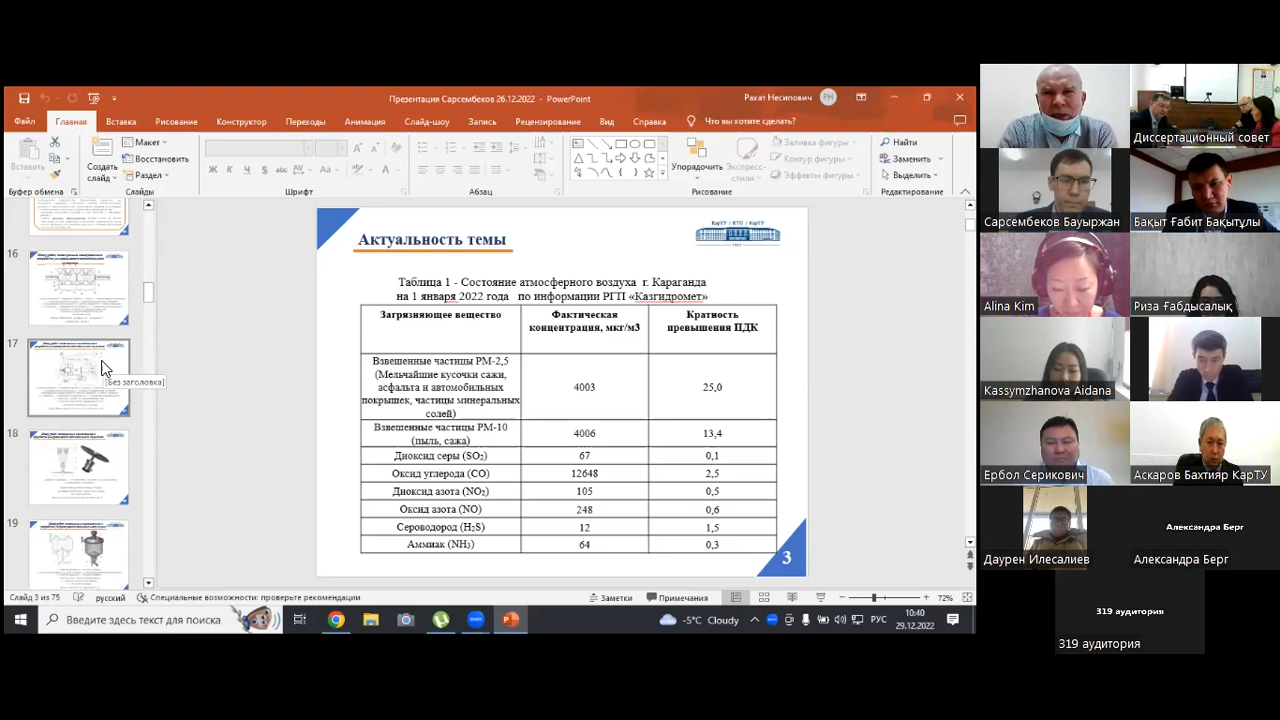 Презентация Сарсембеков 26.12.2022 - PowerPoint
Рахат Несипович
РН
Файл
Главная
Вставка
Рисование
Конструктор
Переходы
Анимация
Слайд-шоу
Запись
Рецензирование
Вид
Справка
Что вы хотите сделать?
Вставить
Буфер обмена
Создать
слайд
Макет
Восстановить
Раздел
Слайды
Ж К Ч S
Aa
Шрифт
Абзац
Упорядочить
Экспресс-
стили
Заливка фигуры
Контур фигуры
Эффекты фигуры
Рисование
Найти
Заменить
Выделить
Редактирование
16
17
[Без заголовка]
18
19
КарТУ | КТU | КарТУ
Актуальность темы
Таблица 1 - Состояние атмосферного воздуха г. Караганда
на 1 января 2022 года по информации РГП «Казгидромет»
Загрязняющее вещество
Фактическая
концентрация, мкг/м3
Кратность
превышения ПДК
Взвешенные частицы РМ-2,5
(Мельчайшие кусочки сажи,
асфальта и автомобильных
покрышек, частицы минеральных
солей)
4003
25,0
Взвешенные частицы РМ-10
(пыль, сажа)
4006
13,4
Диоксид серы (SO2)
67
0,1
Оксид углерода (СО)
12648
2,5
Диоксид азота (NO2)
105
0,5
Оксид азота (NO)
248
0,6
Сероводород (H2S)
12
1,5
Аммиак (NH3)
64
0,3
3
Слайд 3 из 75
русский
Специальные возможности: проверьте рекомендации
Заметки
Примечания
72%
Введите здесь текст для поиска
-5°C Cloudy
РУС
10:40
29.12.2022
Диссертационный совет
Сарсембеков Бауыржан
Бақыт Ғабит Бақытұлы
Alina Kim
Риза Ғабдысалық
Kassymzhanova Aidana
Ербол Серикович
Аскаров Бахтияр КарТУ
Даурен Илесалиев
Александра Берг
Александра Берг
319 аудитория
319 аудитория